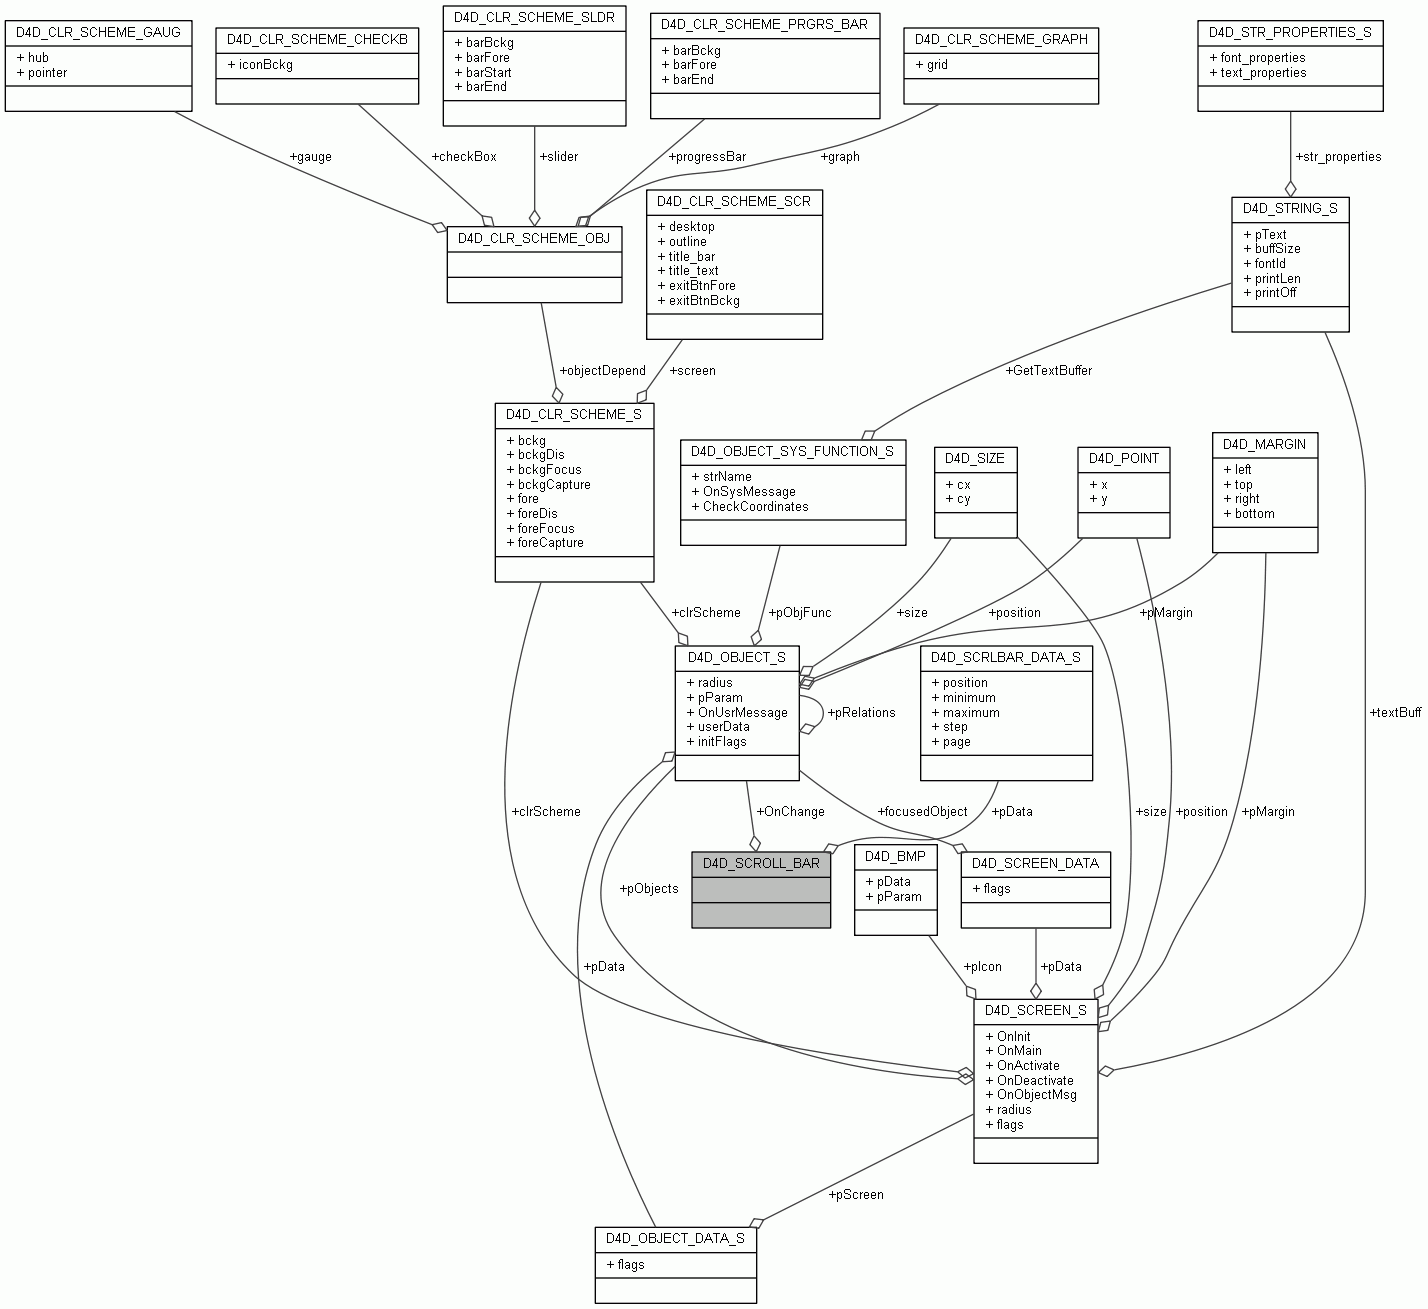 D4D_CLR_SCHEME_GAUG
+ hub
+ pointer
D4D_CLR_SCHEME_CHECKB
+ iconBckg
D4D_CLR_SCHEME_SLDR
+ barBckg
+ barFore
+ barStart
+ barEnd
D4D_CLR_SCHEME_PRGRS_BAR
+ barBckg
+ barFore
+ barEnd
D4D_CLR_SCHEME_GRAPH
+ grid
D4D_STR_PROPERTIES_S
+ font_properties
+ text_properties
+gauge
+checkBox
+slider
+progressBar
+graph
+str_properties
D4D_CLR_SCHEME_OBJ
D4D_CLR_SCHEME_SCR
+ desktop
+ outline
+ title_bar
+ title_text
+ exitBtnFore
+ exitBtnBckg
D4D_STRING_S
+ pText
+ buffSize
+ fontId
+ printLen
+ printOff
+objectDepend
+screen
+GetTextBuffer
D4D_CLR_SCHEME_S
+ bckg
+ bckgDis
+ bckgFocus
+ bckgCapture
+ fore
+ foreDis
+ foreFocus
+ foreCapture
D4D_OBJECT_SYS_FUNCTION_S
+ strName
+ OnSysMessage
+ CheckCoordinates
D4D_SIZE
+ cx
+ cy
D4D_POINT
+ x
+ y
D4D_MARGIN
+ left
+ top
+ right
+ bottom
+clrScheme
+pObjFunc
+size
+position
+pMargin
D4D_OBJECT_S
+ radius
+ pParam
+ OnUsrMessage
+ userData
+ initFlags
+pRelations
D4D_SCRLBAR_DATA_S
+ position
+ minimum
+ maximum
+ step
+ page
+textBuff
+clrScheme
+OnChange
+focusedObject
+pData
+size
+position
+pMargin
+pObjects
D4D_SCROLL_BAR
D4D_BMP
+ pData
+ pParam
D4D_SCREEN_DATA
+ flags
+pData
+pIcon
+pData
D4D_SCREEN_S
+ OnInit
+ OnMain
+ OnActivate
+ OnDeactivate
+ OnObjectMsg
+ radius
+ flags
+pScreen
D4D_OBJECT_DATA_S
+ flags